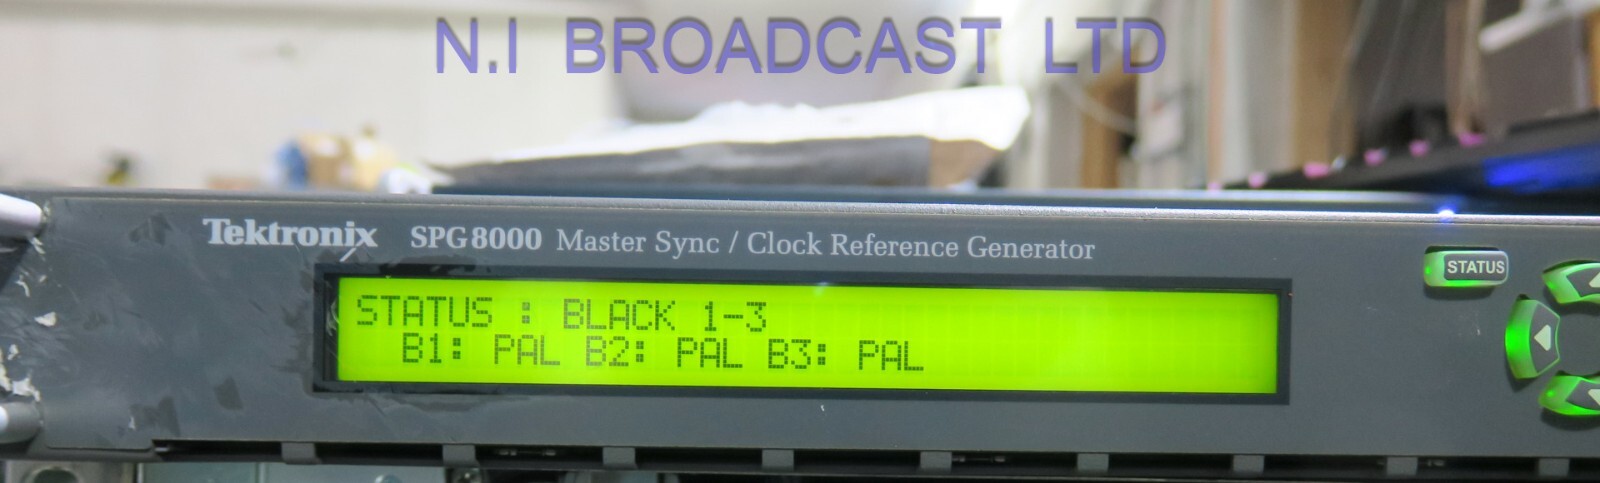 N.I BROADCAST LTD
Tektronix SPG8000 Master Sync / Clock Reference Generator
STATUS
STATUS : BLACK 1-3
B1: PAL B2: PAL B3: PAL